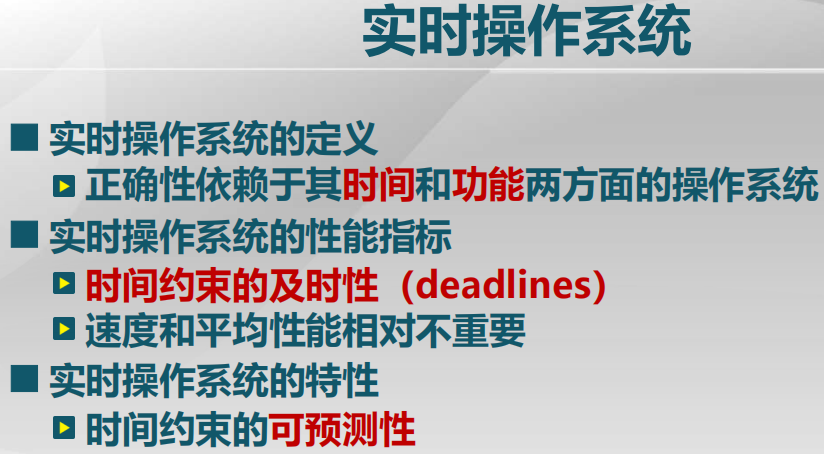 实时操作系统
实时操作系统的定义
正确性依赖于其时间和功能两方面的操作系统
实时操作系统的性能指标
时间约束的及时性（deadlines）
速度和平均性能相对不重要
实时操作系统的特性
时间约束的可预测性